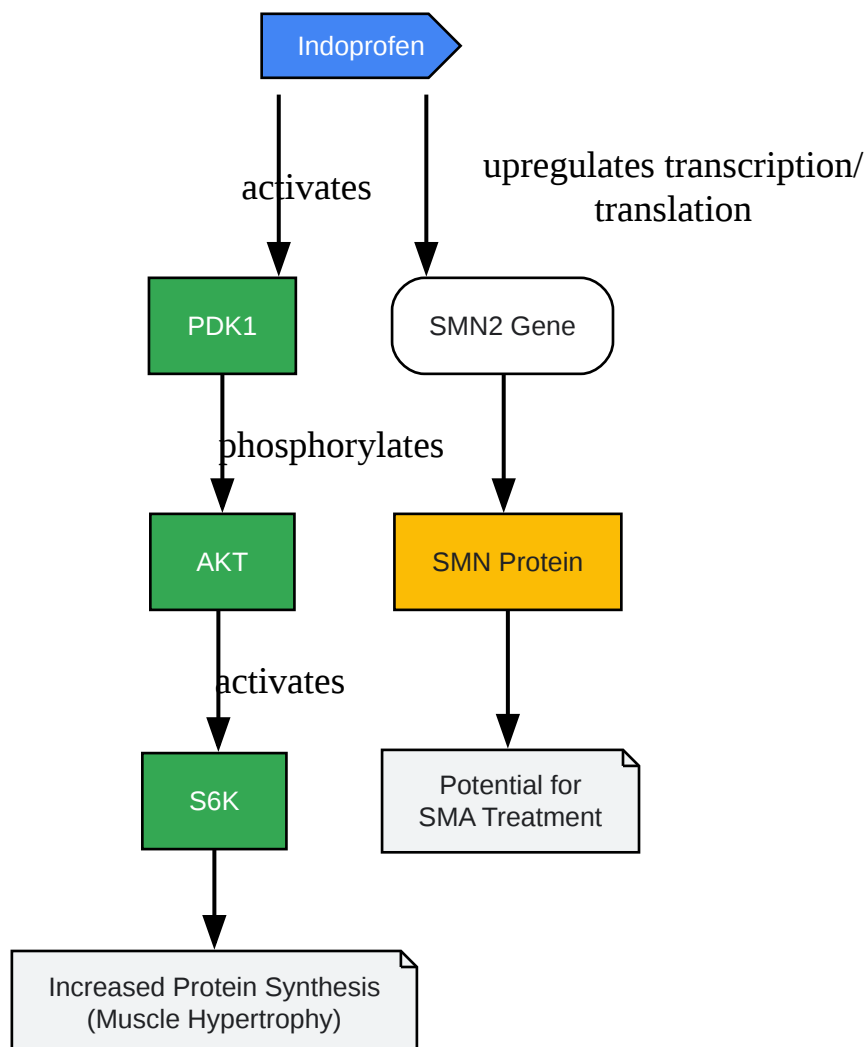 Indoprofen
activates
upregulates transcription/
translation
PDK1
SMN2 Gene
phosphorylates
AKT
SMN Protein
activates
S6K
Potential for
SMA Treatment
Increased Protein Synthesis
(Muscle Hypertrophy)